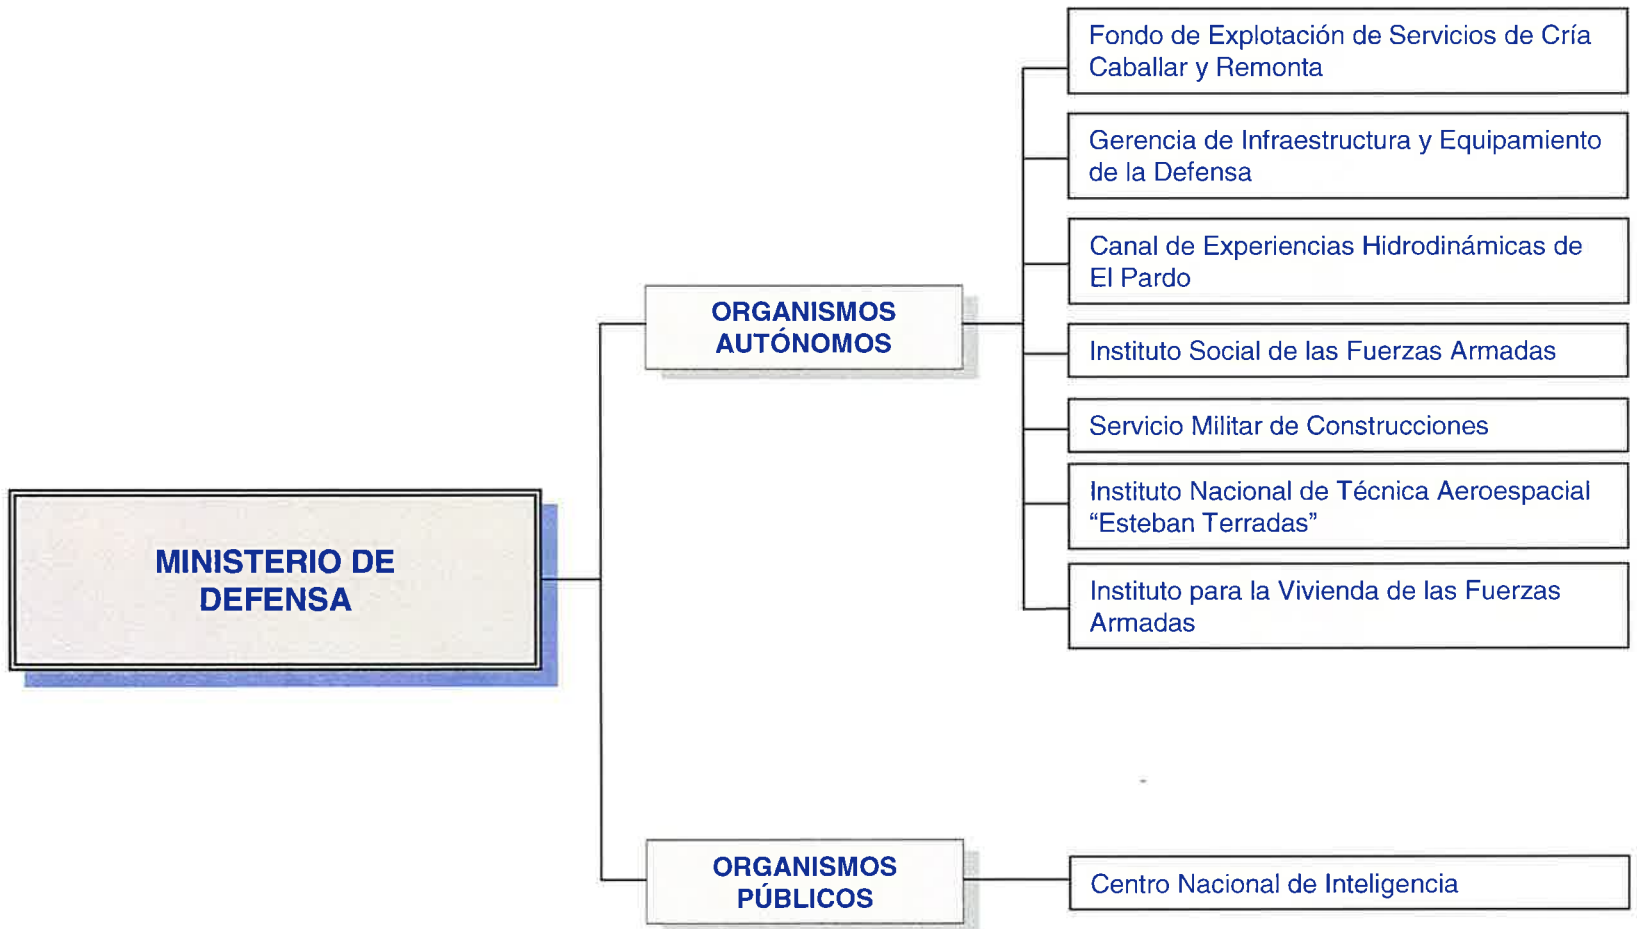 MINISTERIO DE
DEFENSA
ORGANISMOS
AUTÓNOMOS
Fondo de Explotación de Servicios de Cría
Caballar y Remonta
Gerencia de Infraestructura y Equipamiento
de la Defensa
Canal de Experiencias Hidrodinámicas de
El Pardo
Instituto Social de las Fuerzas Armadas
Servicio Militar de Construcciones
Instituto Nacional de Técnica Aeroespacial
“Esteban Terradas”
Instituto para la Vivienda de las Fuerzas
Armadas
ORGANISMOS
PÚBLICOS
Centro Nacional de Inteligencia